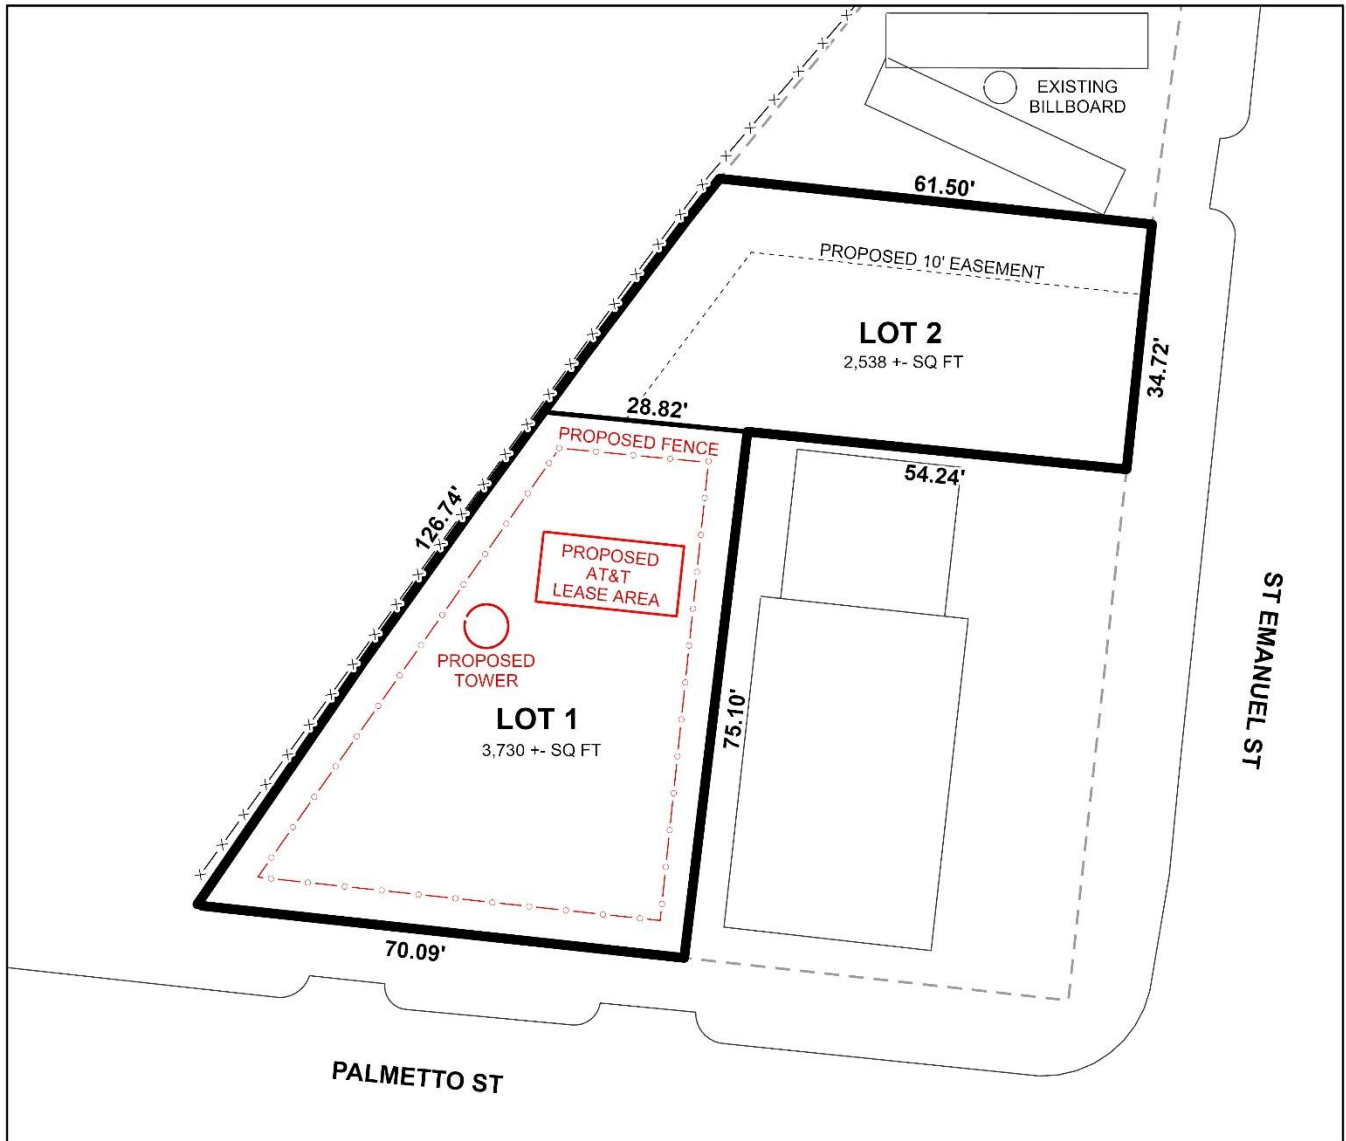 EXISTING
BILLBOARD
61.50'
PROPOSED 10' EASEMENT
LOT 2
2,538 +- SQ FT
34.72'
28.82'
PROPOSED FENCE
54.24'
126.74'
PROPOSED
AT&T
LEASE AREA
PROPOSED
TOWER
LOT 1
3,730 +- SQ FT
75.10'
ST EMANUEL ST
70.09'
PALMETTO ST